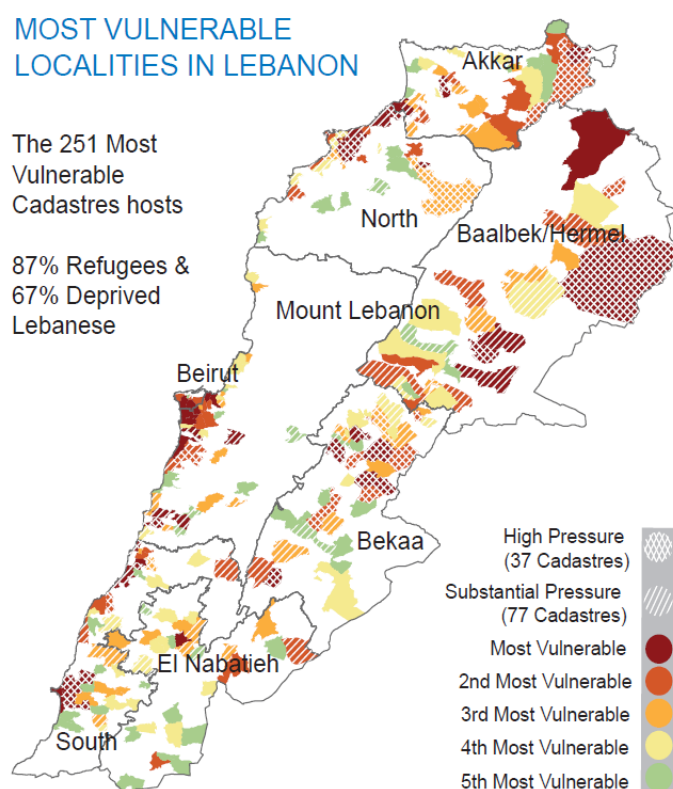 MOST VULNERABLE
LOCALITIES IN LEBANON
The 251 Most
Vulnerable
Cadastres hosts
87% Refugees &
67% Deprived
Lebanese
Akkar
North
Baalbek/Hermel
Mount Lebanon
Beirut
Bekaa
El Nabatieh
South
High Pressure
(37 Cadastres)
Substantial Pressure
(77 Cadastres)
Most Vulnerable
2nd Most Vulnerable
3rd Most Vulnerable
4th Most Vulnerable
5th Most Vulnerable